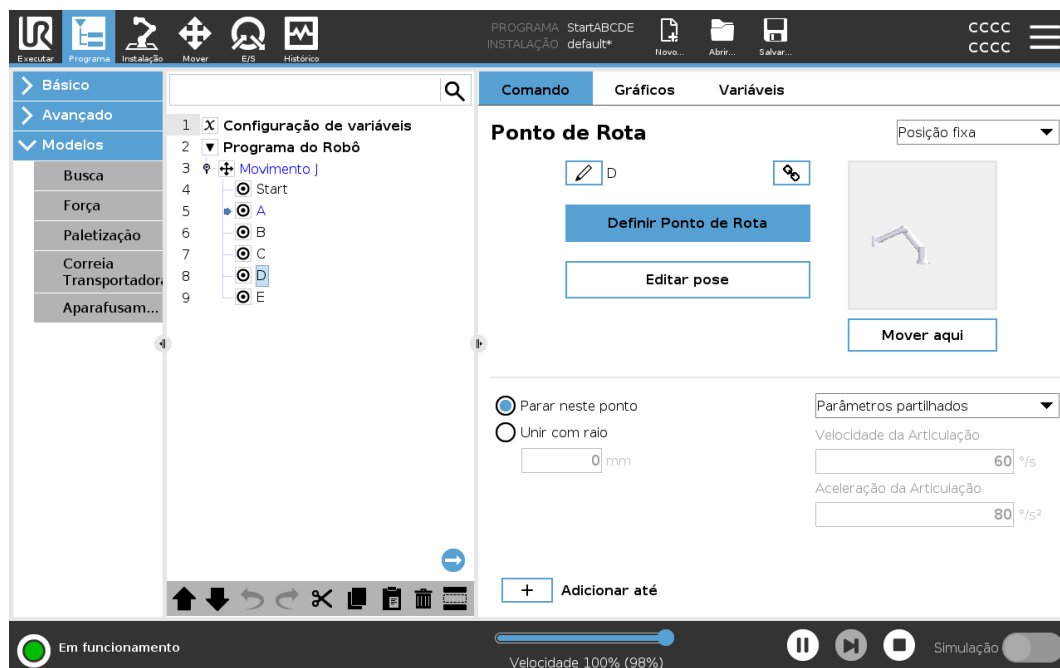 UR
PROGRAMA StartABCDE
INSTALAÇÃO default*
CCCC
CCCC
Executar Programa Instalação Mover E/S Histórico Novo... Abrir... Salvar...
Básico
Avançado
Modelos
Busca
Força
Paletização
Correia
Transportador
Aparafusam...
1 X Configuração de variáveis
2 Programa do Robô
3 Movimento J
4 Start
5 A
6 B
7 C
8 D
9 E
Comando Gráficos Variáveis
Ponto de Rota
Posição fixa
D
Definir Ponto de Rota
Editar pose
Mover aqui
Parar neste ponto
Unir com raio
0 mm
Parâmetros partilhados
Velocidade da Articulação
60 °/s
Aceleração da Articulação
80 °/s²
+ Adicionar até
Em funcionamento
Velocidade 100% (98%)
Simulação